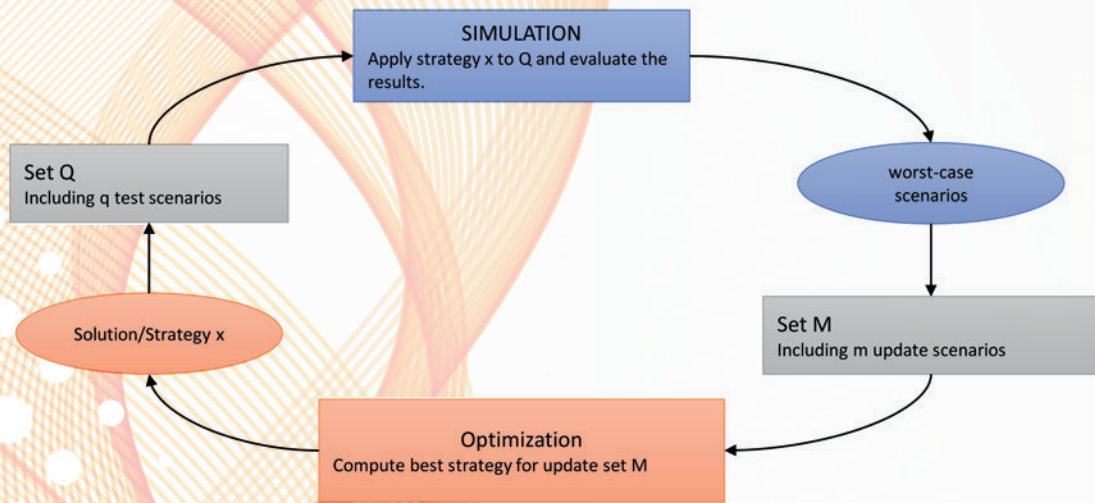 SIMULATION
Apply strategy x to Q and evaluate the
results.
Set Q
Including q test scenarios
worst-case
scenarios
Solution/Strategy x
Set M
Including m update scenarios
Optimization
Compute best strategy for update set M